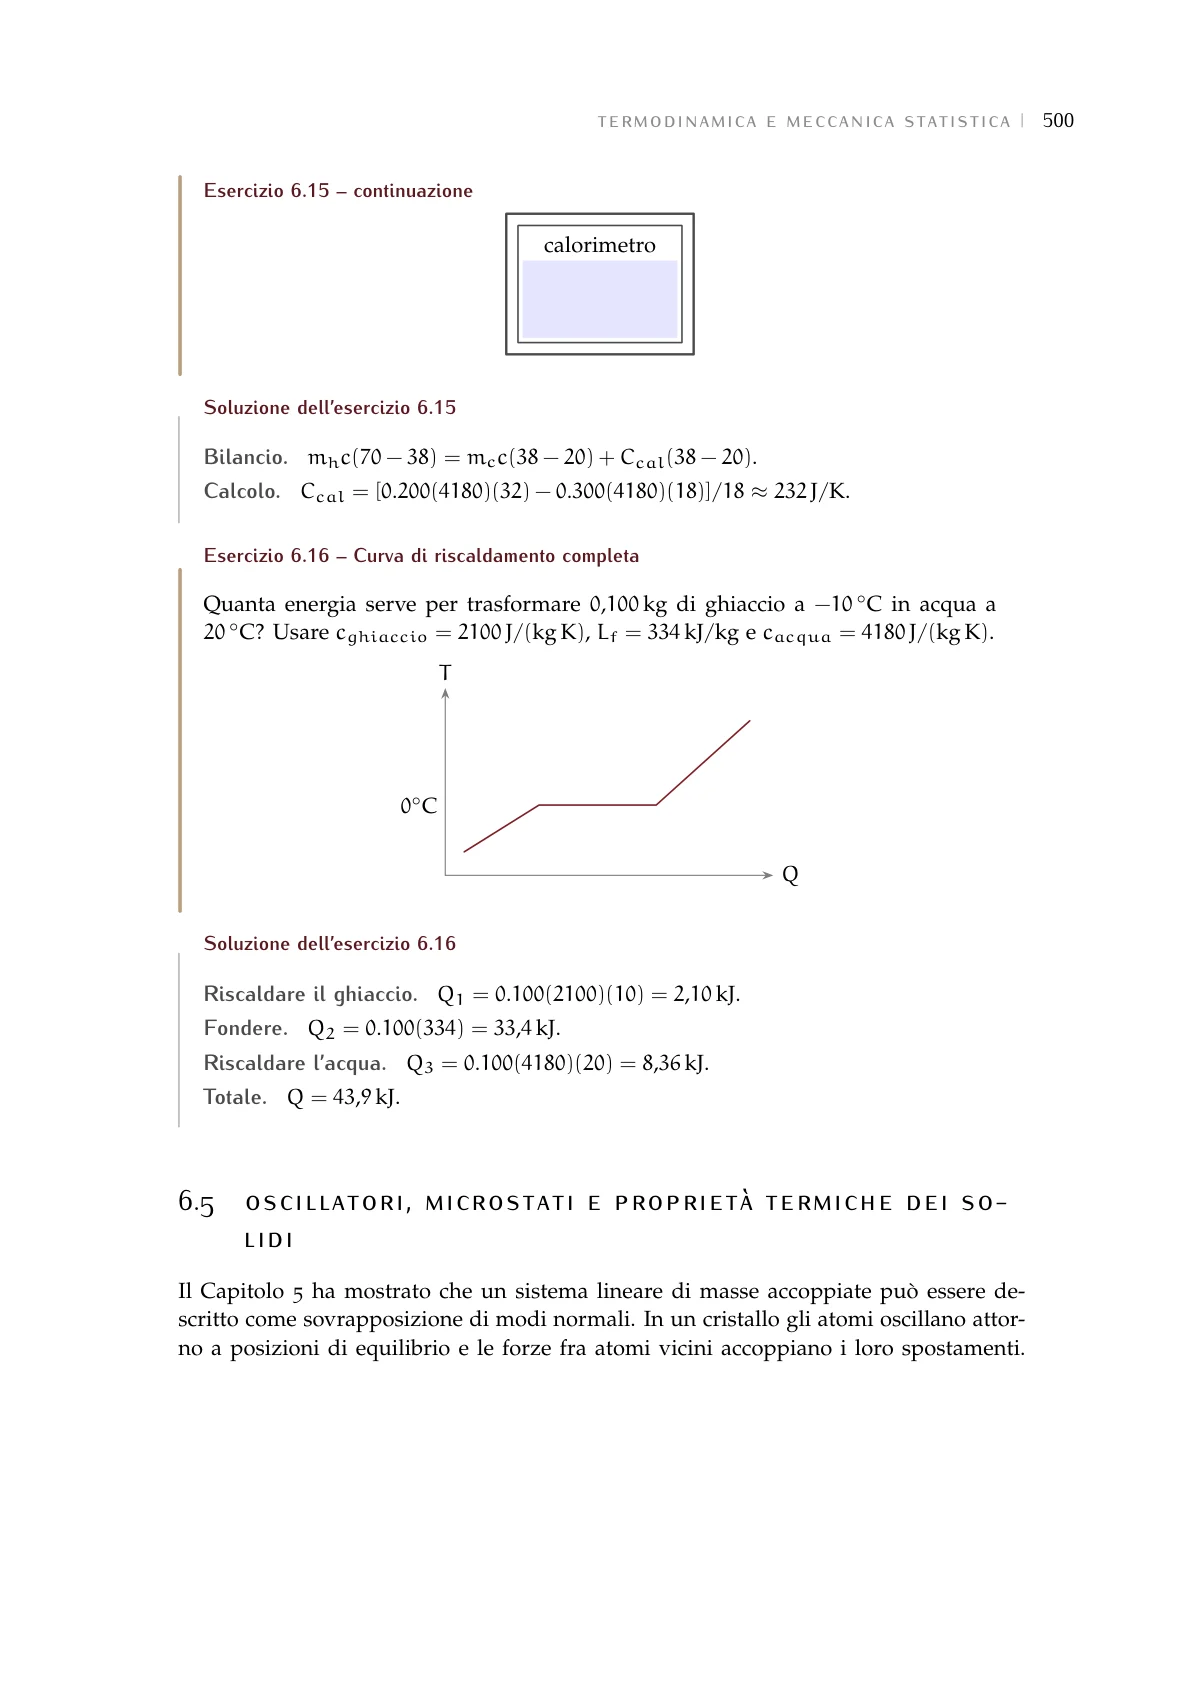 TERMODINAMICA E MECCANICA STATISTICA | 500
Esercizio 6.15 – continuazione
calorimetro
Soluzione dell'esercizio 6.15
Bilancio. m_h c(70 − 38) = m_c c(38 − 20) + C_cal(38 − 20).
Calcolo. C_cal = [0.200(4180)(32) − 0.300(4180)(18)]/18 ≈ 232 J/K.
Esercizio 6.16 – Curva di riscaldamento completa
Quanta energia serve per trasformare 0,100 kg di ghiaccio a −10 °C in acqua a
20 °C? Usare c_ghiaccio = 2100 J/(kg K), L_f = 334 kJ/kg e c_acqua = 4180 J/(kg K).
T
0°C
Q
Soluzione dell'esercizio 6.16
Riscaldare il ghiaccio. Q₁ = 0.100(2100)(10) = 2,10 kJ.
Fondere. Q₂ = 0.100(334) = 33,4 kJ.
Riscaldare l'acqua. Q₃ = 0.100(4180)(20) = 8,36 kJ.
Totale. Q = 43,9 kJ.
6.5 OSCILLATORI, MICROSTATI E PROPRIETÀ TERMICHE DEI SO-
LIDI
Il Capitolo 5 ha mostrato che un sistema lineare di masse accoppiate può essere de-
scritto come sovrapposizione di modi normali. In un cristallo gli atomi oscillano attor-
no a posizioni di equilibrio e le forze fra atomi vicini accoppiano i loro spostamenti.